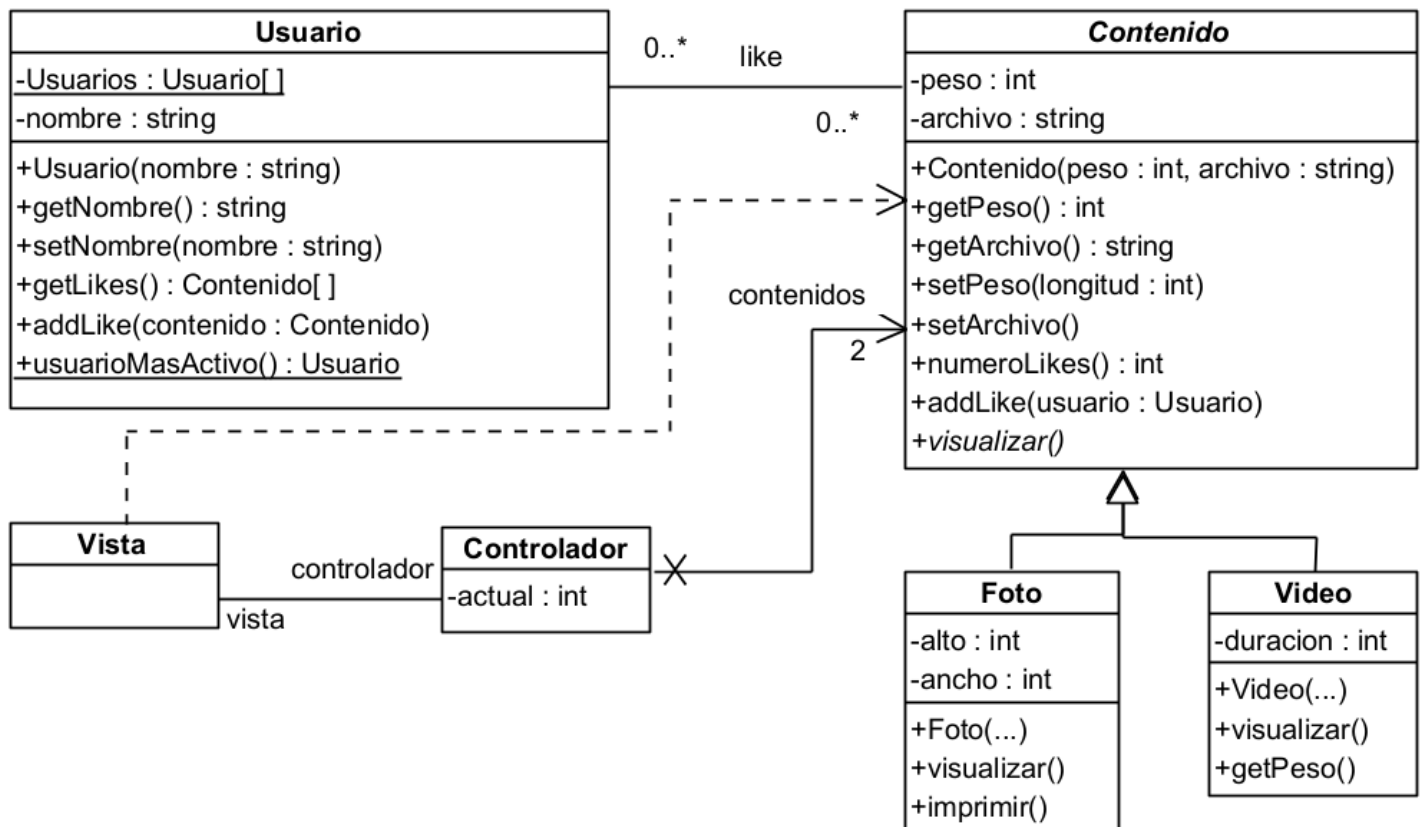 Usuario
-Usuarios : Usuario[ ]
-nombre : string
+Usuario(nombre : string)
+getNombre() : string
+setNombre(nombre : string)
+getLikes() : Contenido[ ]
+addLike(contenido : Contenido)
+usuarioMasActivo() : Usuario
0..*
like
0..*
Contenido
-peso : int
-archivo : string
+Contenido(peso : int, archivo : string)
+getPeso() : int
+getArchivo() : string
+setPeso(longitud : int)
+setArchivo()
+numeroLikes() : int
+addLike(usuario : Usuario)
+visualizar()
contenidos
2
Vista
vista
controlador
Controlador
-actual : int
Foto
-alto : int
-ancho : int
+Foto(...)
+visualizar()
+imprimir()
Video
-duracion : int
+Video(...)
+visualizar()
+getPeso()